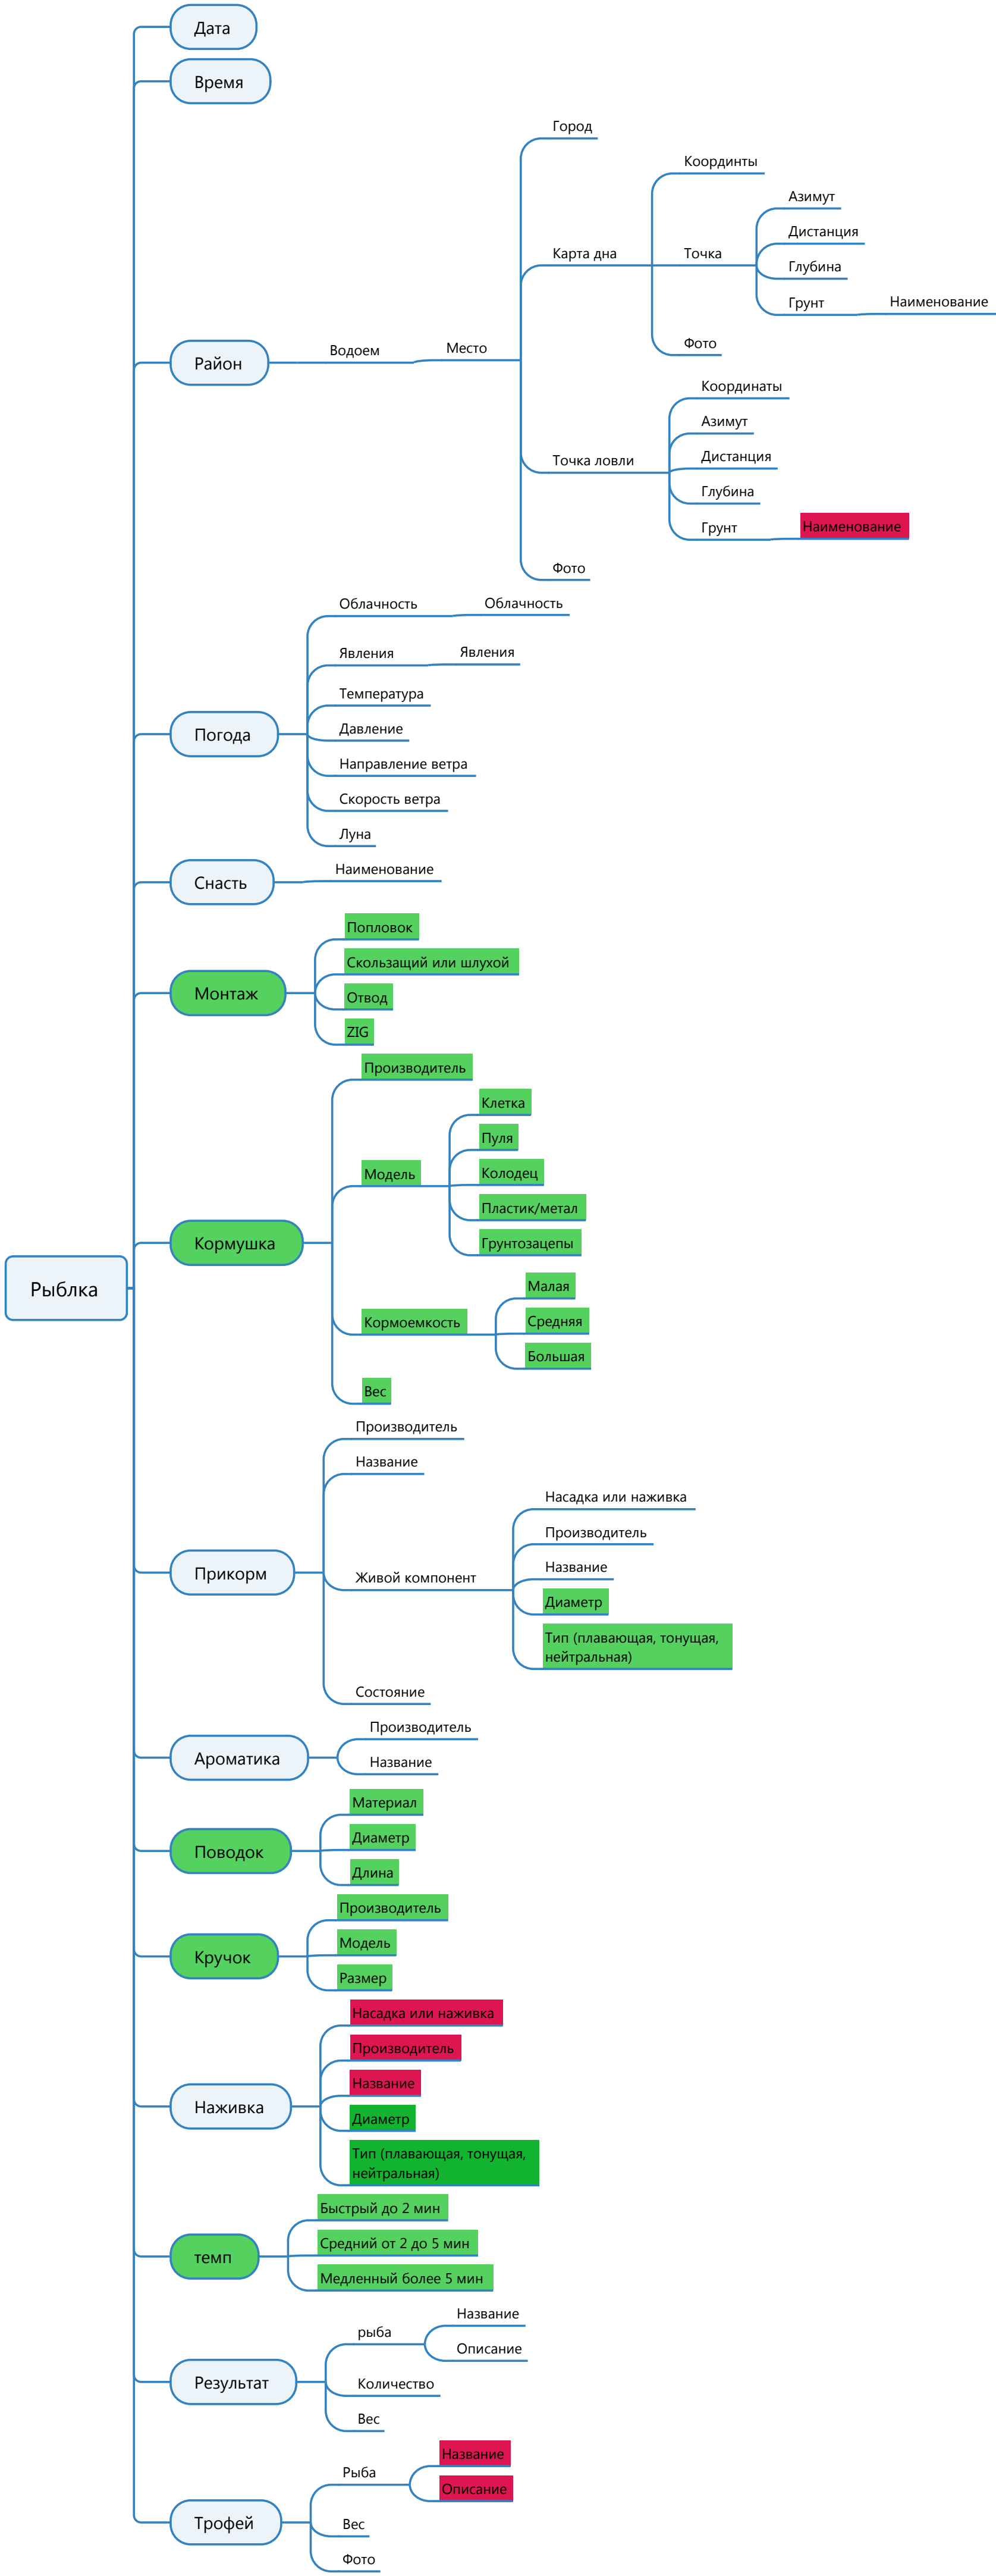 Дата
Время
Город
Координты
Азимут
Дистанция
Карта дна
Точка
Глубина
Грунт
Наименование
Фото
Район
Водоем
Место
Координаты
Азимут
Точка ловли
Дистанция
Глубина
Грунт
Наименование
Фото
Облачность
Облачность
Явления
Явления
Температура
Погода
Давление
Направление ветра
Скорость ветра
Луна
Снасть
Наименование
Попловок
Скользащий или шлухой
Монтаж
Отвод
ZIG
Производитель
Клетка
Пуля
Модель
Колодец
Пластик/метал
Грунтозацепы
Кормушка
Рыблка
Малая
Кормоемкость
Средняя
Большая
Вес
Производитель
Название
Насадка или наживка
Производитель
Прикорм
Живой компонент
Название
Диаметр
Тип (плавающая, тонущая,
нейтральная)
Состояние
Производитель
Ароматика
Название
Материал
Поводок
Диаметр
Длина
Производитель
Кручок
Модель
Размер
Насадка или наживка
Производитель
Название
Наживка
Диаметр
Тип (плавающая, тонущая,
нейтральная)
Быстрый до 2 мин
темп
Средний от 2 до 5 мин
Медленный более 5 мин
Название
рыба
Описание
Результат
Количество
Вес
Название
Рыба
Описание
Трофей
Вес
Фото